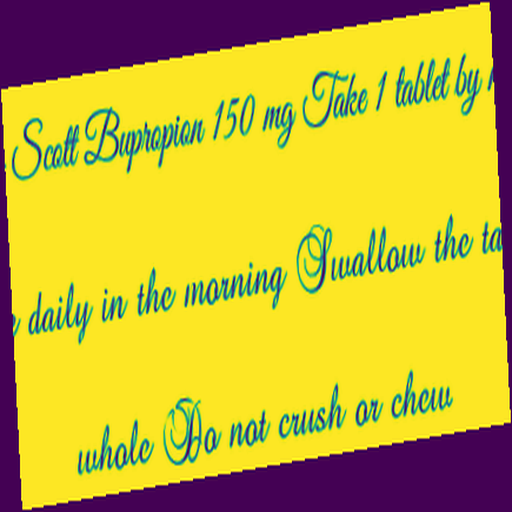 Scott Bupropion 150 mg Take 1 tablet by
daily in the morning Swallow the
whole Do not crush or chew